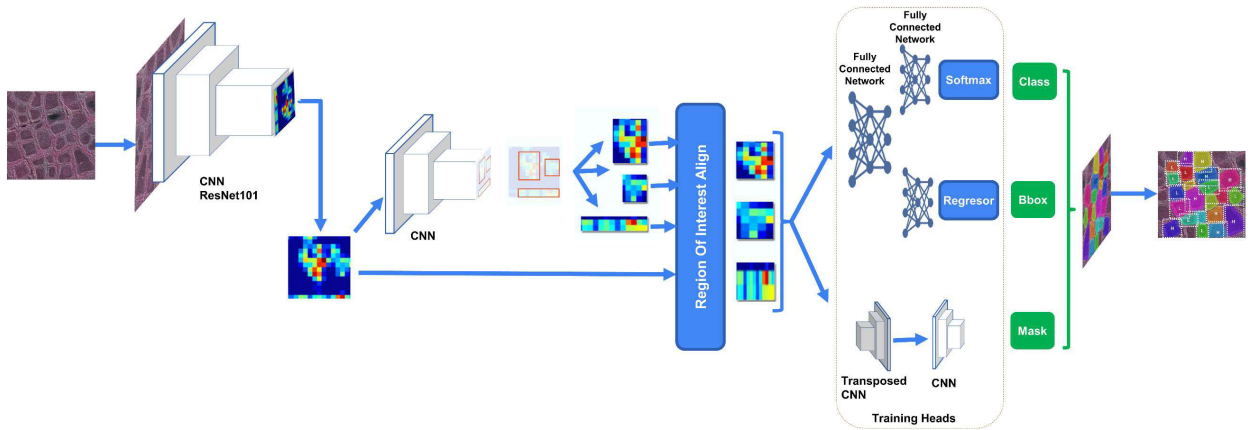 CNN
ResNet101
CNN
Region Of Interest Align
Fully
Connected
Network
Fully
Connected
Network
Softmax
Class
Regresor
Bbox
Transposed
CNN
CNN
Mask
Training Heads